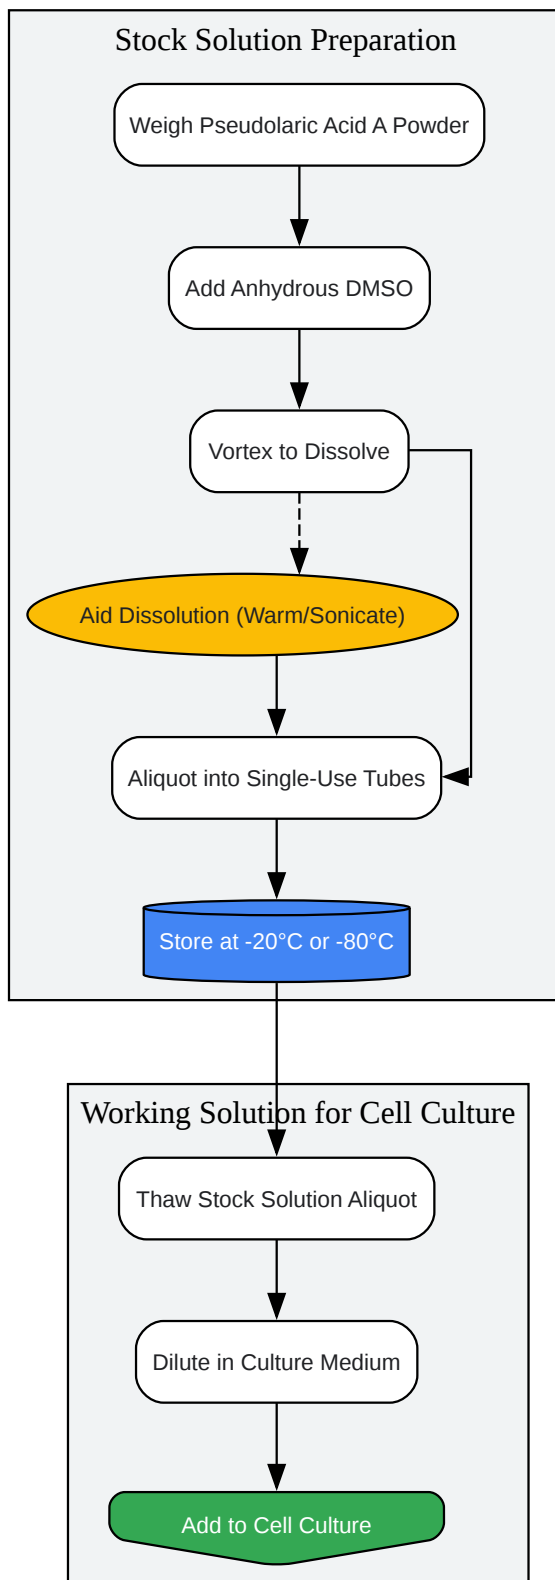 Stock Solution Preparation
Weigh Pseudolaric Acid A Powder
Add Anhydrous DMSO
Vortex to Dissolve
Aid Dissolution (Warm/Sonicate)
Aliquot into Single-Use Tubes
Store at -20°C or -80°C
Working Solution for Cell Culture
Thaw Stock Solution Aliquot
Dilute in Culture Medium
Add to Cell Culture